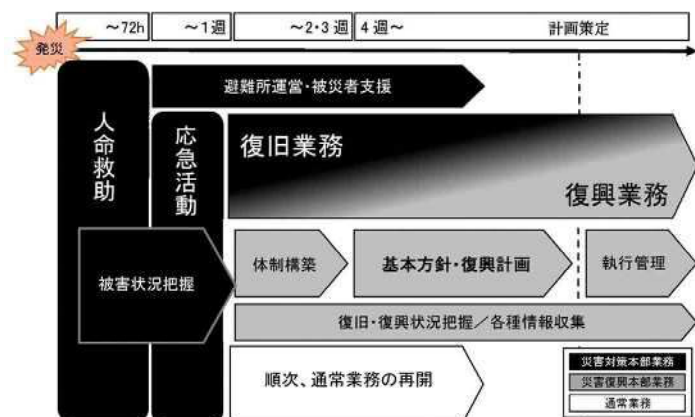 ～72h
～1週
～2・3週
4週～
計画策定
発災
避難所運営・被災者支援
人命救助
応急活動
復旧業務
復興業務
被害状況把握
体制構築
基本方針・復興計画
執行管理
復旧・復興状況把握／各種情報収集
順次、通常業務の再開
災害対策本部業務
災害復興本部業務
通常業務